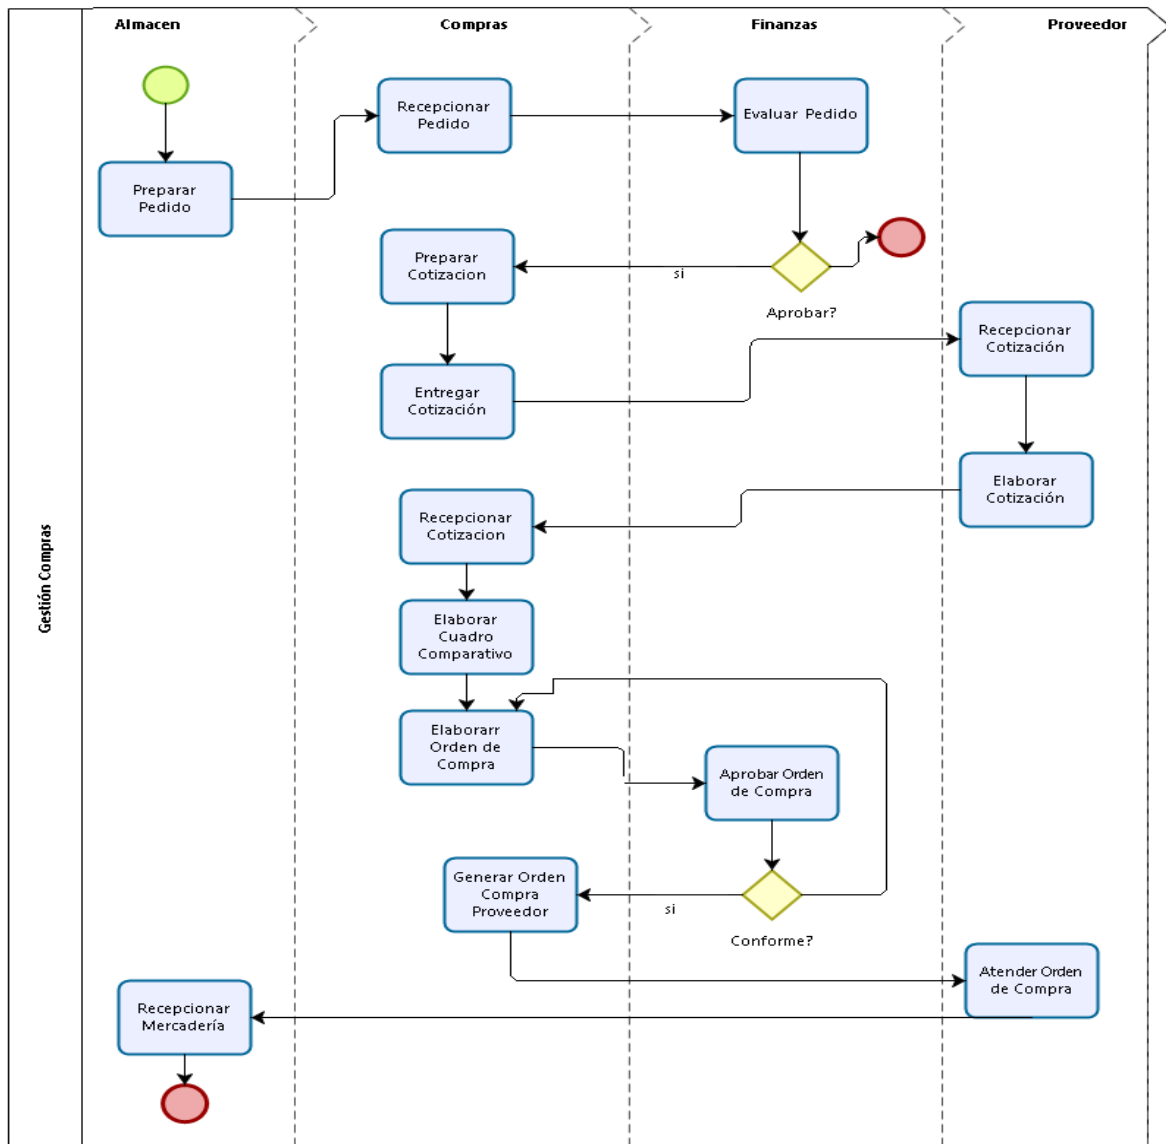 Almacen
Compras
Finanzas
Proveedor
Gestión Compras
Recepcionar
Pedido
Evaluar Pedido
Preparar
Pedido
Preparar
Cotizacion
si
Aprobar?
Recepcionar
Cotización
Entregar
Cotización
Elaborar
Cotización
Recepcionar
Cotizacion
Elaborar
Cuadro
Comparativo
Elaborarr
Orden de
Compra
Aprobar Orden
de Compra
Generar Orden
Compra
Proveedor
si
Conforme?
Atender Orden
de Compra
Recepcionar
Mercadería